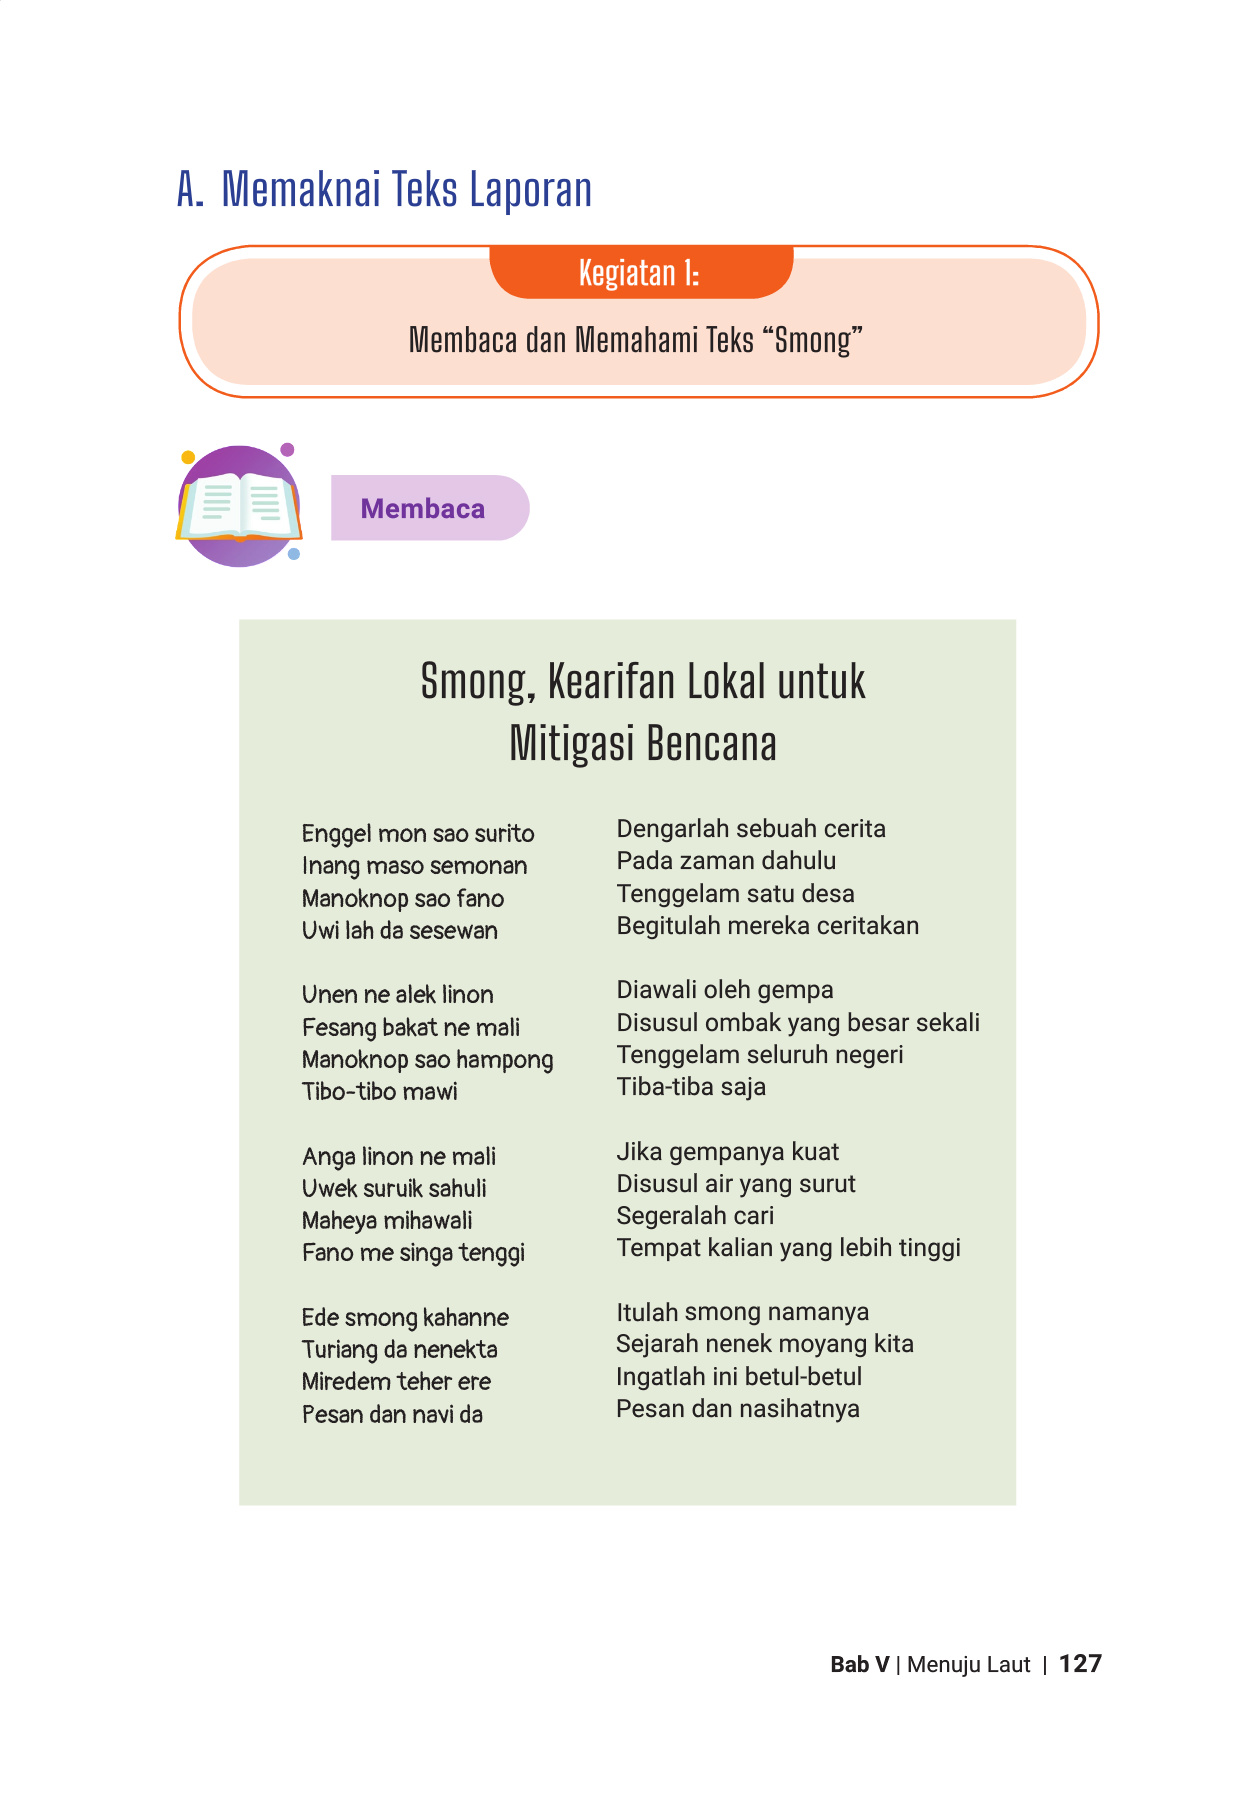 A. Memaknai Teks Laporan
Kegiatan 1:
Membaca dan Memahami Teks “Smong”
Membaca
Smong, Kearifan Lokal untuk
Mitigasi Bencana
Enggel mon sao surito
Inang maso semonan
Manoknop sao fano
Uwi lah da sesewan
Unen ne alek linon
Fesang bakat ne mali
Manoknop sao hampong
Tibo-tibo mawi
Anga linon ne mali
Uwek suruik sahuli
Maheya mihawali
Fano me singa tenggi
Ede smong kahanne
Turiang da nenekta
Miredem teher ere
Pesan dan navi da
Dengarlah sebuah cerita
Pada zaman dahulu
Tenggelam satu desa
Begitulah mereka ceritakan
Diawali oleh gempa
Disusul ombak yang besar sekali
Tenggelam seluruh negeri
Tiba-tiba saja
Jika gempanya kuat
Disusul air yang surut
Segeralah cari
Tempat kalian yang lebih tinggi
Itulah smong namanya
Sejarah nenek moyang kita
Ingatlah ini betul-betul
Pesan dan nasihatnya
Bab V | Menuju Laut | 127